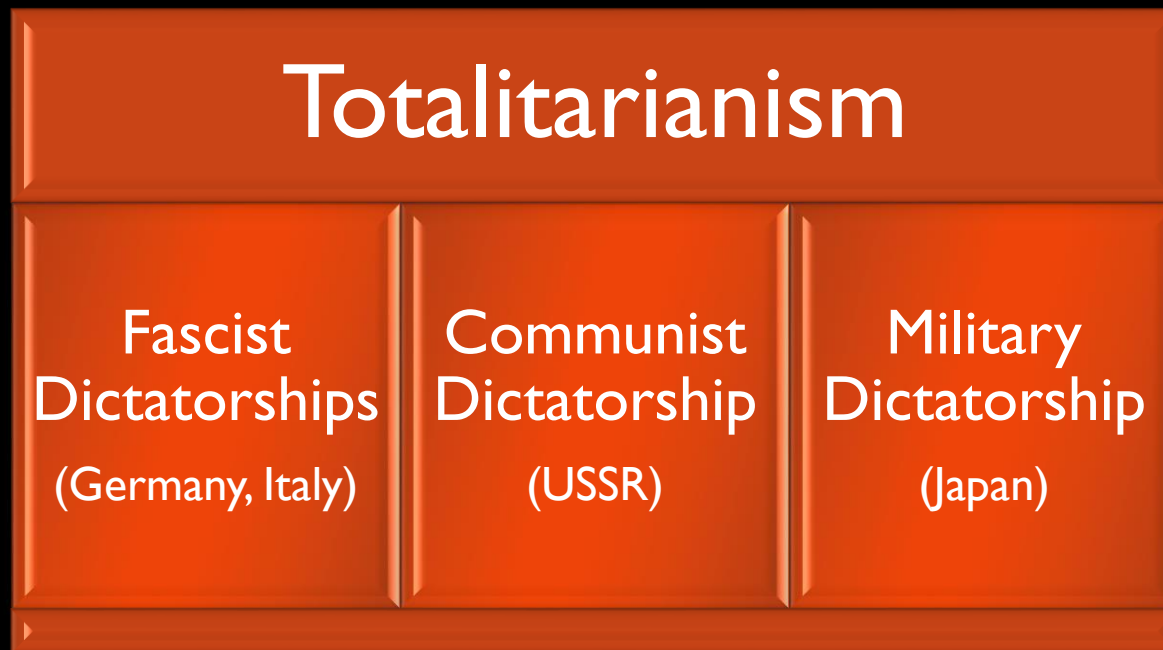 Totalitarianism
Fascist
Dictatorships
(Germany, Italy)
Communist
Dictatorship
(USSR)
Military
Dictatorship
(Japan)